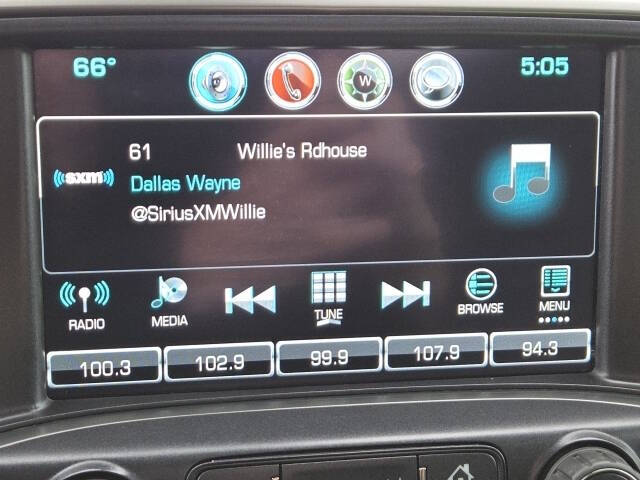 66° W 5:05
61 Willie's Rdhouse
((sxm))
Dallas Wayne
@SiriusXMWillie
RADIO MEDIA TUNE BROWSE MENU
100.3 102.9 99.9 107.9 94.3